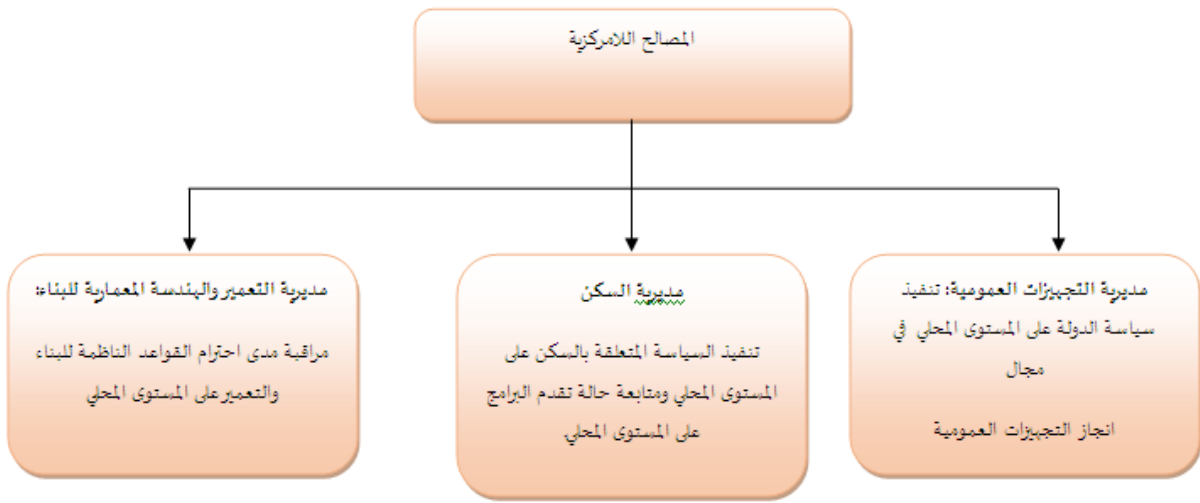 المصالح اللامركزية
مديرية التجهيزات العمومية: تنفيذ
سياسة الدولة على المستوى المحلي في
مجال
انجاز التجهيزات العمومية
مديرية السكن
تنفيذ السياسة المتعلقة بالسكن على
المستوى المحلي ومتابعة حالة تقدم البرامج
على المستوى المحلي.
مديرية التعمير والهندسة المعمارية للبناء:
مراقبة مدى احترام القواعد الناظمة للبناء
والتعمير على المستوى المحلي